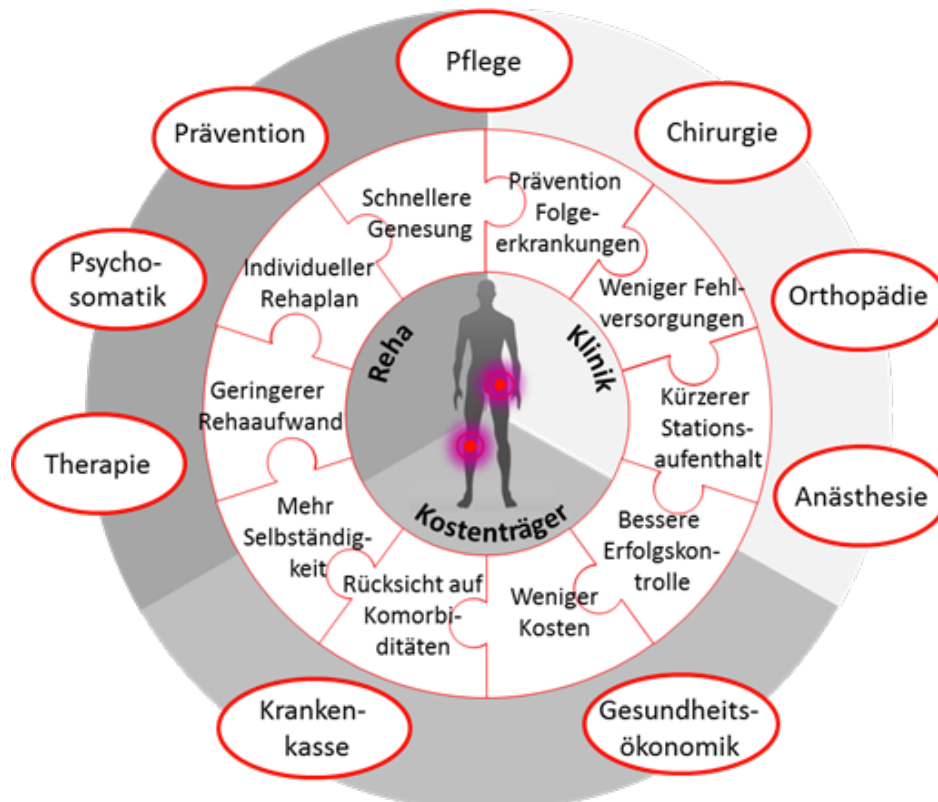 Pflege
Chirurgie
Orthopädie
Anästhesie
Gesundheits-
ökonomik
Kranken-
kasse
Therapie
Psycho-
somatik
Prävention
Prävention
Folge-
erkrankungen
Weniger Fehl-
versorgungen
Kürzerer
Stations-
aufenthalt
Bessere
Erfolgskon-
trolle
Weniger
Kosten
Rücksicht auf
Komorbi-
ditäten
Mehr
Selbständig-
keit
Geringerer
Rehaaufwand
Individueller
Rehaplan
Schnellere
Genesung
Reha
Klinik
Kostenträger